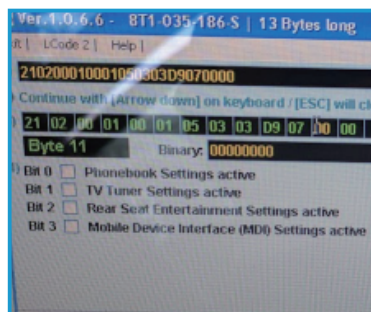 Ver.1.0.6.6 - 8T1-035-186-S | 13 Bytes long
LCode 2 | Help |
210200010001050303D9070000
Continue with [Arrow down] on keyboard / [ESC] will
21 02 00 01 00 01 05 03 03 D9 07 00 00
Byte 11 Binary: 00000000
Bit 0 Phonebook Settings active
Bit 1 TV Tuner Settings active
Bit 2 Rear Seat Entertainment Settings active
Bit 3 Mobile Device Interface (MDI) Settings active